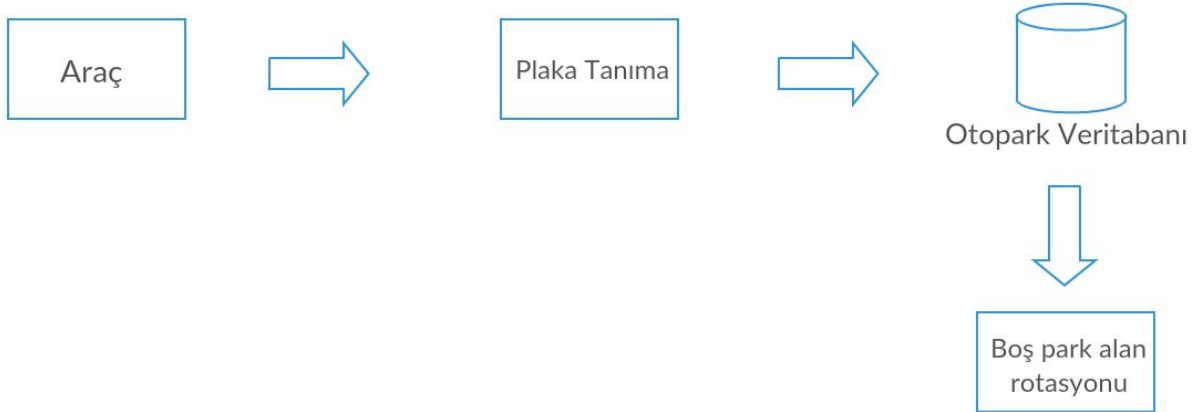 Araç
Plaka Tanıma
Otopark Veritabanı
Boş park alan
rotasyonu